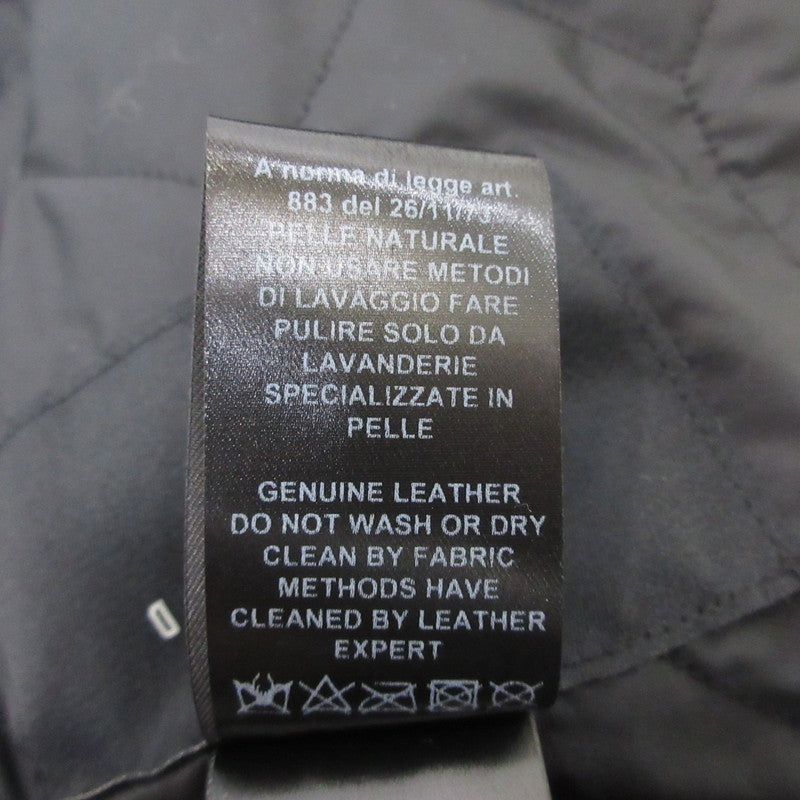 A norma di legge art.
883 del 26/11/73
PELLE NATURALE
NON USARE METODI
DI LAVAGGIO FARE
PULIRE SOLO DA
LAVANDERIE
SPECIALIZZATE IN
PELLE
GENUINE LEATHER
DO NOT WASH OR DRY
CLEAN BY FABRIC
METHODS HAVE
CLEANED BY LEATHER
EXPERT